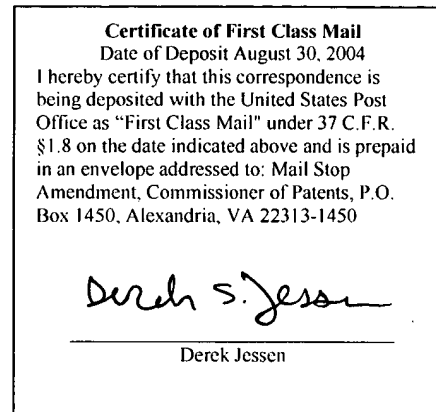 Certificate of First Class Mail
Date of Deposit August 30, 2004
I hereby certify that this correspondence is
being deposited with the United States Post
Office as “First Class Mail" under 37 C.F.R.
§1.8 on the date indicated above and is prepaid
in an envelope addressed to: Mail Stop
Amendment, Commissioner of Patents, P.O.
Box 1450, Alexandria, VA 22313-1450
Derek S. Jessen
Derek Jessen